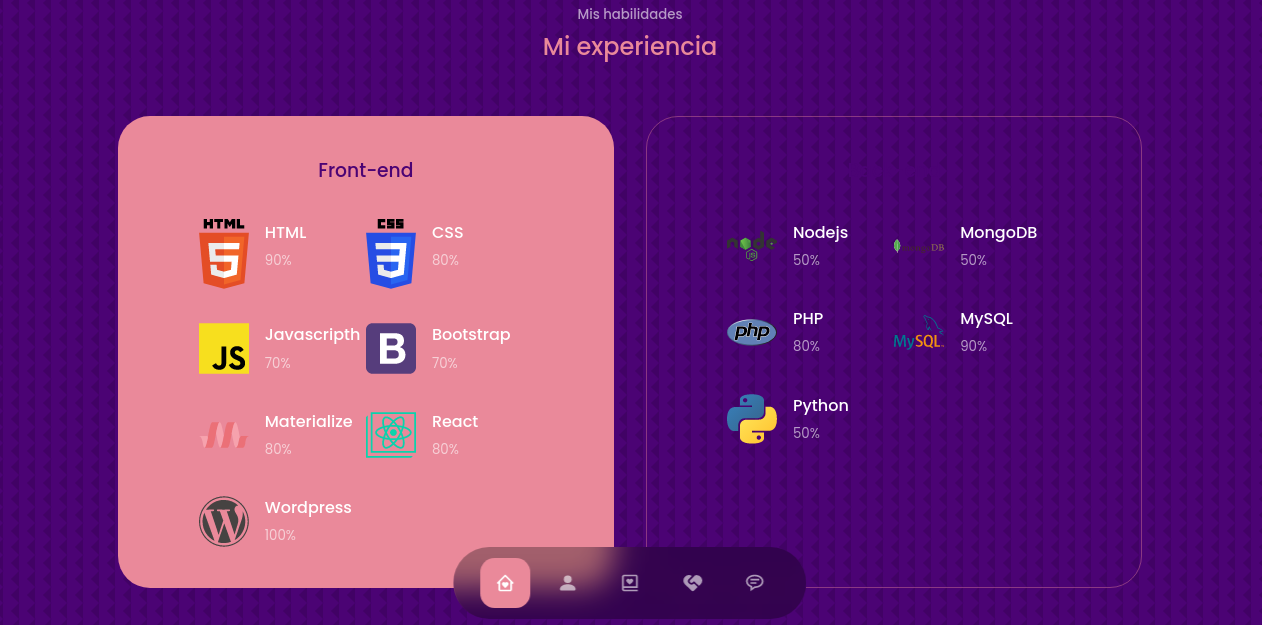 Mis habilidades
Mi experiencia
Front-end
HTML
HTML
90%
CSS
CSS
80%
JS
Javascripth
70%
B
Bootstrap
70%
Materialize
80%
React
80%
W
Wordpress
100%
node
JS
Nodejs
50%
MongoDB
50%
php
PHP
80%
MySQL
MySQL
90%
Python
50%